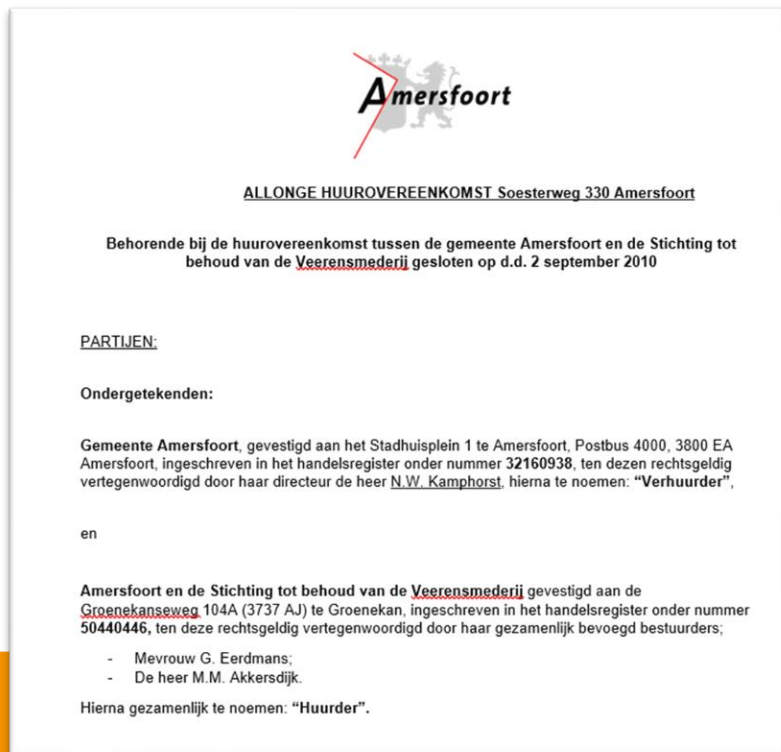 Amersfoort
ALLONGE HUUROVEREENKOMST Soesterweg 330 Amersfoort
Behorende bij de huurovereenkomst tussen de gemeente Amersfoort en de Stichting tot
behoud van de Veerensmederij gesloten op d.d. 2 september 2010
PARTIJEN:
Ondergetekenden:
Gemeente Amersfoort, gevestigd aan het Stadhuisplein 1 te Amersfoort, Postbus 4000, 3800 EA
Amersfoort, ingeschreven in het handelsregister onder nummer 32160938, ten dezen rechtsgeldig
vertegenwoordigd door haar directeur de heer N.W. Kamphorst, hierna te noemen: “Verhuurder”,
en
Amersfoort en de Stichting tot behoud van de Veerensmederij gevestigd aan de
Groenekanseweg 104A (3737 AJ) te Groenekan, ingeschreven in het handelsregister onder nummer
50440446, ten deze rechtsgeldig vertegenwoordigd door haar gezamenlijk bevoegd bestuurders;
- Mevrouw G. Eerdmans;
- De heer M.M. Akkersdijk.
Hierna gezamenlijk te noemen: “Huurder”.